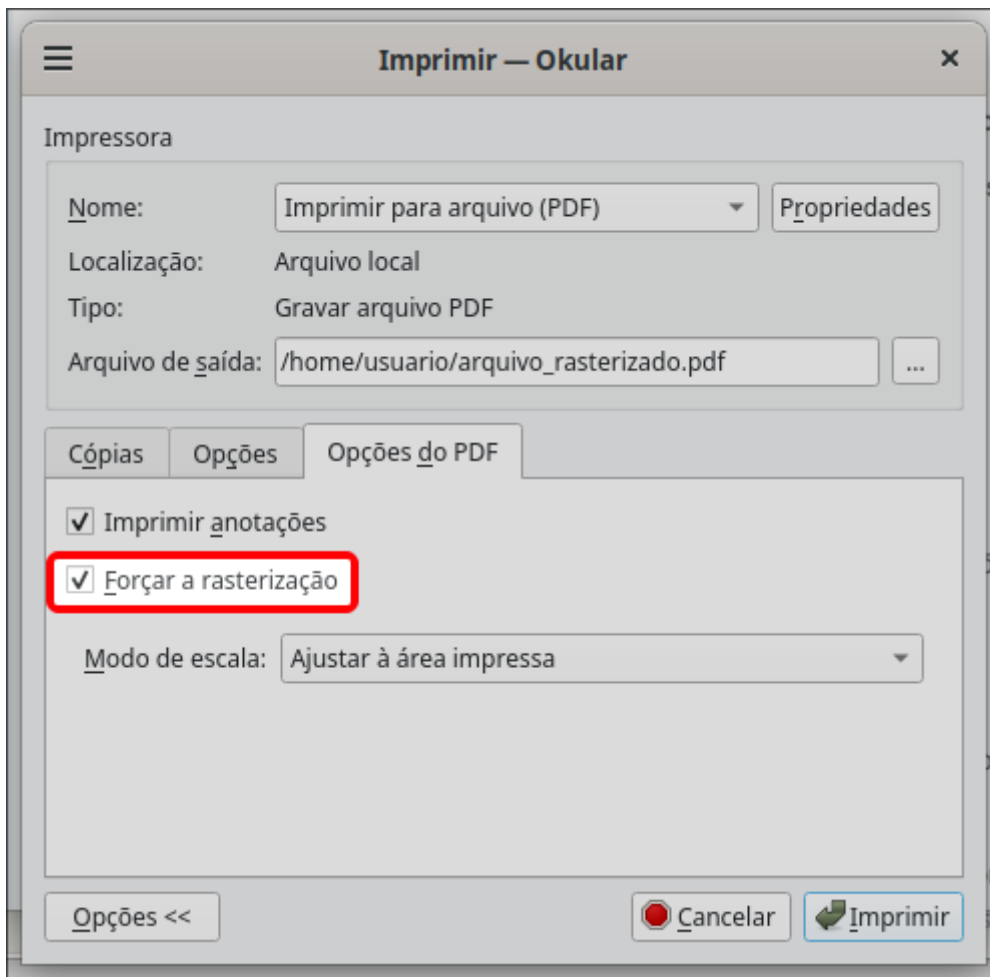 Imprimir — Okular
Impressora
Nome: Imprimir para arquivo (PDF) Propriedades
Localização: Arquivo local
Tipo: Gravar arquivo PDF
Arquivo de saída: /home/usuario/arquivo_rasterizado.pdf ...
Cópias Opções Opções do PDF
Imprimir anotações
Forçar a rasterização
Modo de escala: Ajustar à área impressa
Opções << Cancelar Imprimir